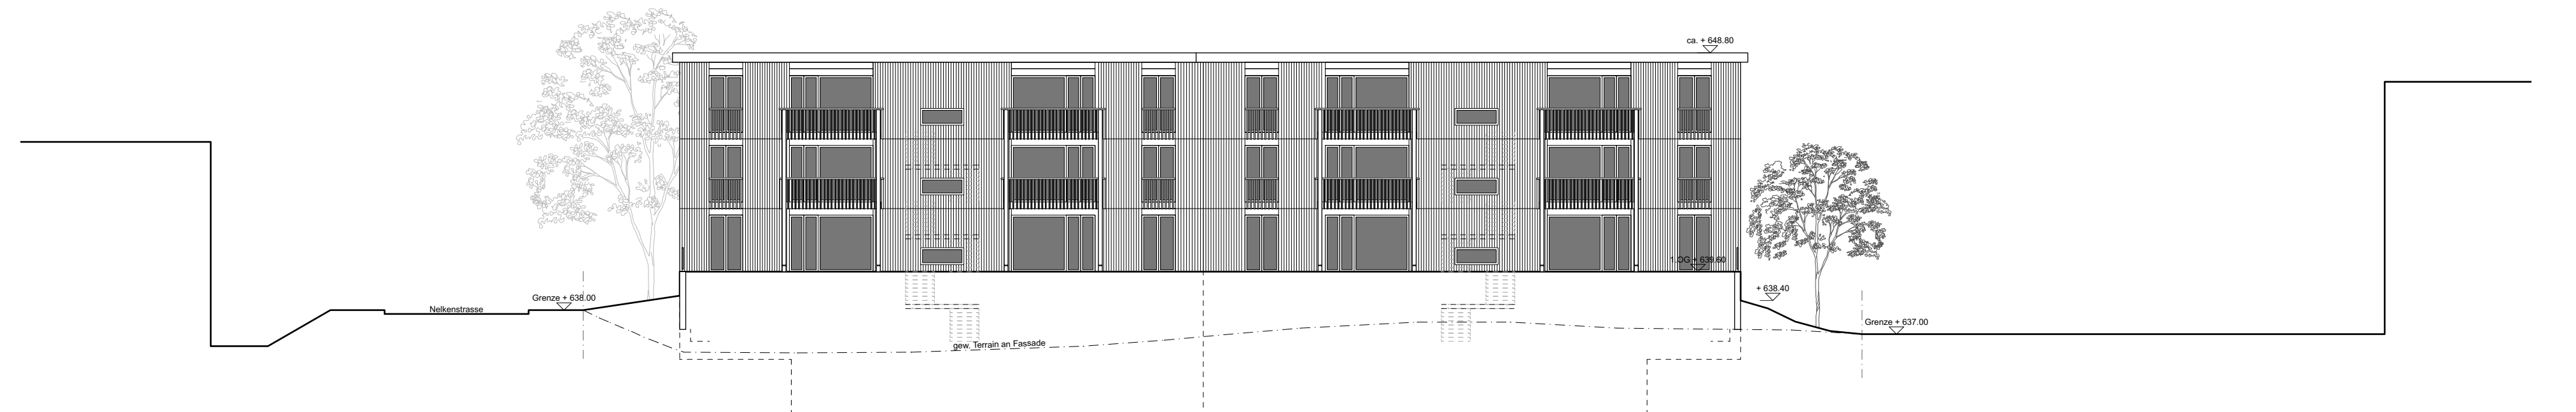 ca. + 648.80
1.OG + 639.60
+ 638.40
Grenze + 638.00
Nelkenstrasse
Grenze + 637.00
gew. Terrain an Fassade